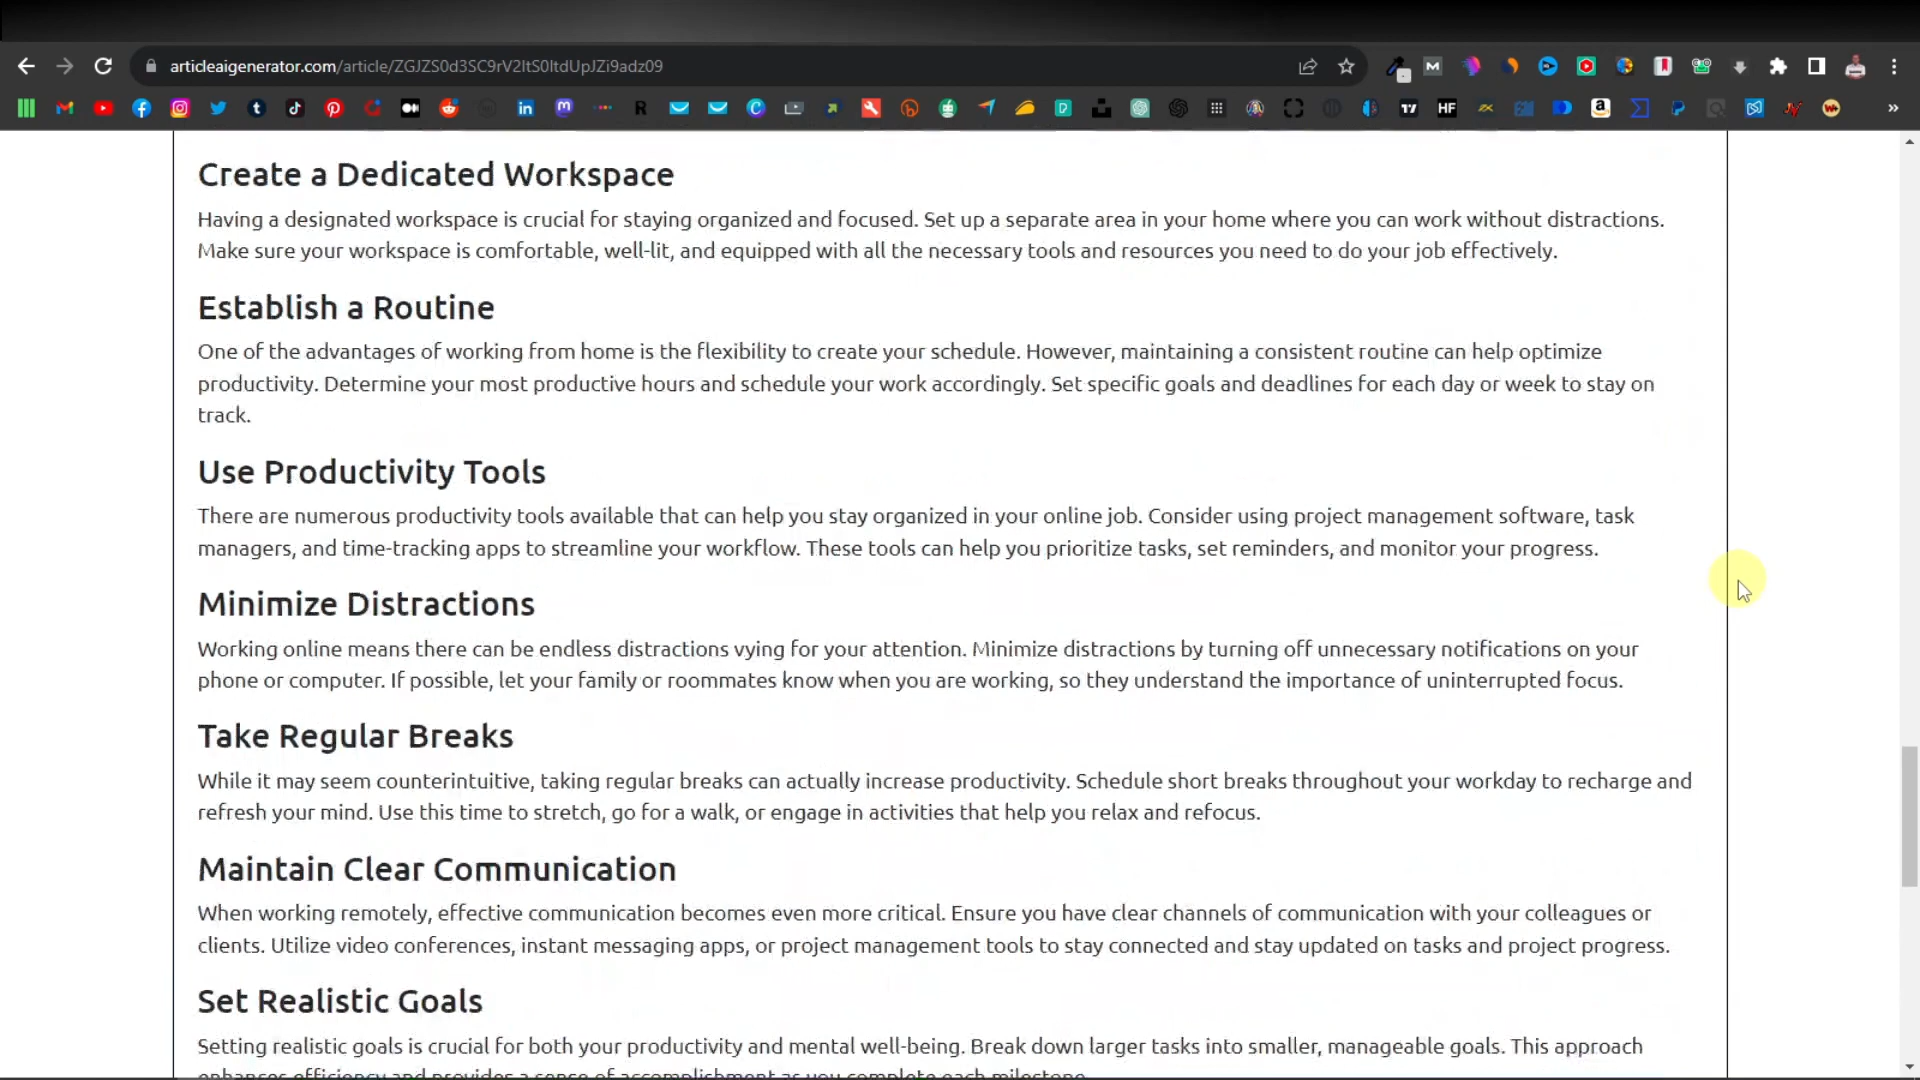 articleaigenerator.com/article/ZGJZS0d3SC9rV2ltS0ltdUpJZi9adz09
Create a Dedicated Workspace
Having a designated workspace is crucial for staying organized and focused. Set up a separate area in your home where you can work without distractions.
Make sure your workspace is comfortable, well-lit, and equipped with all the necessary tools and resources you need to do your job effectively.
Establish a Routine
One of the advantages of working from home is the flexibility to create your schedule. However, maintaining a consistent routine can help optimize
productivity. Determine your most productive hours and schedule your work accordingly. Set specific goals and deadlines for each day or week to stay on
track.
Use Productivity Tools
There are numerous productivity tools available that can help you stay organized in your online job. Consider using project management software, task
managers, and time-tracking apps to streamline your workflow. These tools can help you prioritize tasks, set reminders, and monitor your progress.
Minimize Distractions
Working online means there can be endless distractions vying for your attention. Minimize distractions by turning off unnecessary notifications on your
phone or computer. If possible, let your family or roommates know when you are working, so they understand the importance of uninterrupted focus.
Take Regular Breaks
While it may seem counterintuitive, taking regular breaks can actually increase productivity. Schedule short breaks throughout your workday to recharge and
refresh your mind. Use this time to stretch, go for a walk, or engage in activities that help you relax and refocus.
Maintain Clear Communication
When working remotely, effective communication becomes even more critical. Ensure you have clear channels of communication with your colleagues or
clients. Utilize video conferences, instant messaging apps, or project management tools to stay connected and stay updated on tasks and project progress.
Set Realistic Goals
Setting realistic goals is crucial for both your productivity and mental well-being. Break down larger tasks into smaller, manageable goals. This approach
enhances efficiency and provides a sense of accomplishment as you complete each milestone.